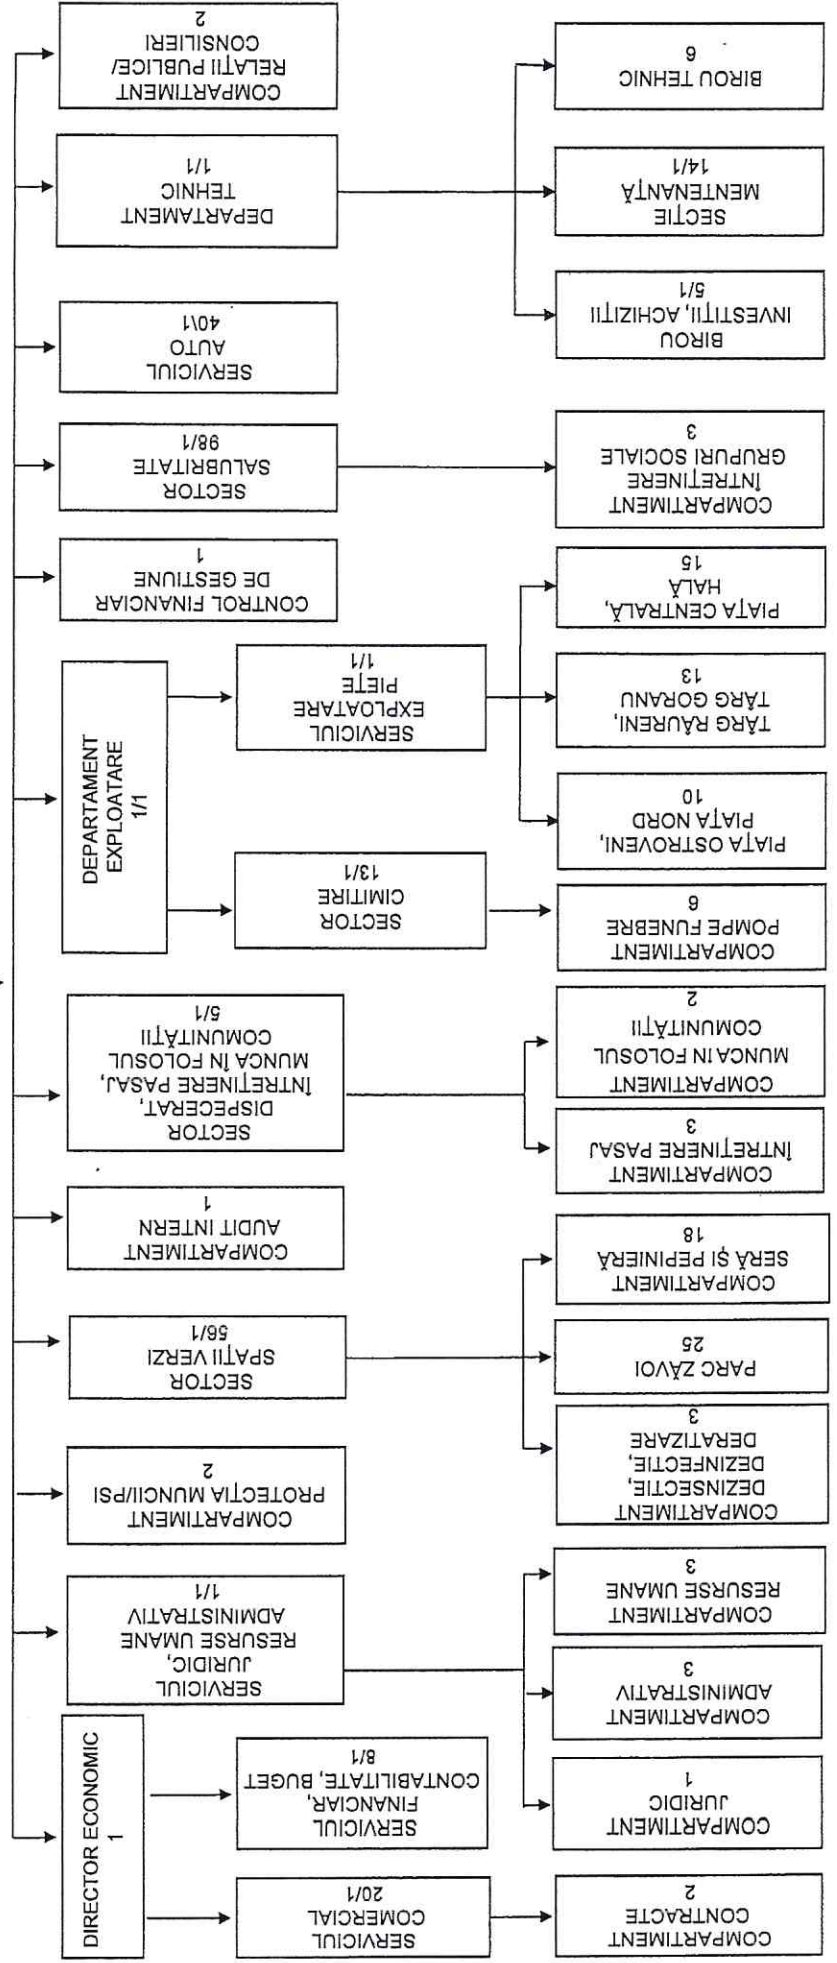 COMPARTIMENT
RELAȚII PUBLICE/
CONSILIERI
2
DEPARTAMENT
TEHNIC
1/1
BIROU TEHNIC
9
SECȚIE
MENTENANȚĂ
14/1
BIROU
INVESTIȚII, ACHIZIȚII
5/1
SERVICIUL
AUTO
40\1
SECTOR
SALUBRITATE
98/1
COMPARTIMENT
ÎNTREȚINERE
GRUPURI SOCIALE
3
CONTROL FINANCIAR
DE GESTIUNE
1
DEPARTAMENT
EXPLOATARE
1/1
SERVICIUL
EXPLOATARE
PIEȚE
1/1
PIAȚA CENTRALĂ,
HALĂ
15
TÂRG RÂURENI,
TÂRG GORANU
13
PIAȚA OSTROVENI,
PIAȚA NORD
10
SECTOR
CIMITIRE
13/1
COMPARTIMENT
POMPE FUNEBRE
6
SECTOR
DISPECERAT,
ÎNTREȚINERE PASAJ,
MUNCA ÎN FOLOSUL
COMUNITĂȚII
5/1
COMPARTIMENT
MUNCA IN FOLOSUL
COMUNITĂȚII
2
COMPARTIMENT
ÎNTREȚINERE PASAJ
3
COMPARTIMENT
AUDIT INTERN
1
SECTOR
SPAȚII VERZI
56/1
COMPARTIMENT
SERĂ ȘI PEPINIERĂ
18
PARC ZĂVOI
25
COMPARTIMENT
DEZINSECTIE,
DEZINFECTIE,
DERATIZARE
3
COMPARTIMENT
PROTECȚIA MUNCII/PSI
2
SERVICIUL
JURIDIC,
RESURSE UMANE
ADMINISTRATIV
1/1
COMPARTIMENT
RESURSE UMANE
3
COMPARTIMENT
ADMINISTRATIV
3
COMPARTIMENT
JURIDIC
1
DIRECTOR ECONOMIC
1
SERVICIUL
FINANCIAR,
CONTABILITATE, BUGET
8/1
SERVICIUL
COMERCIAL
20/1
COMPARTIMENT
CONTRACTE
2